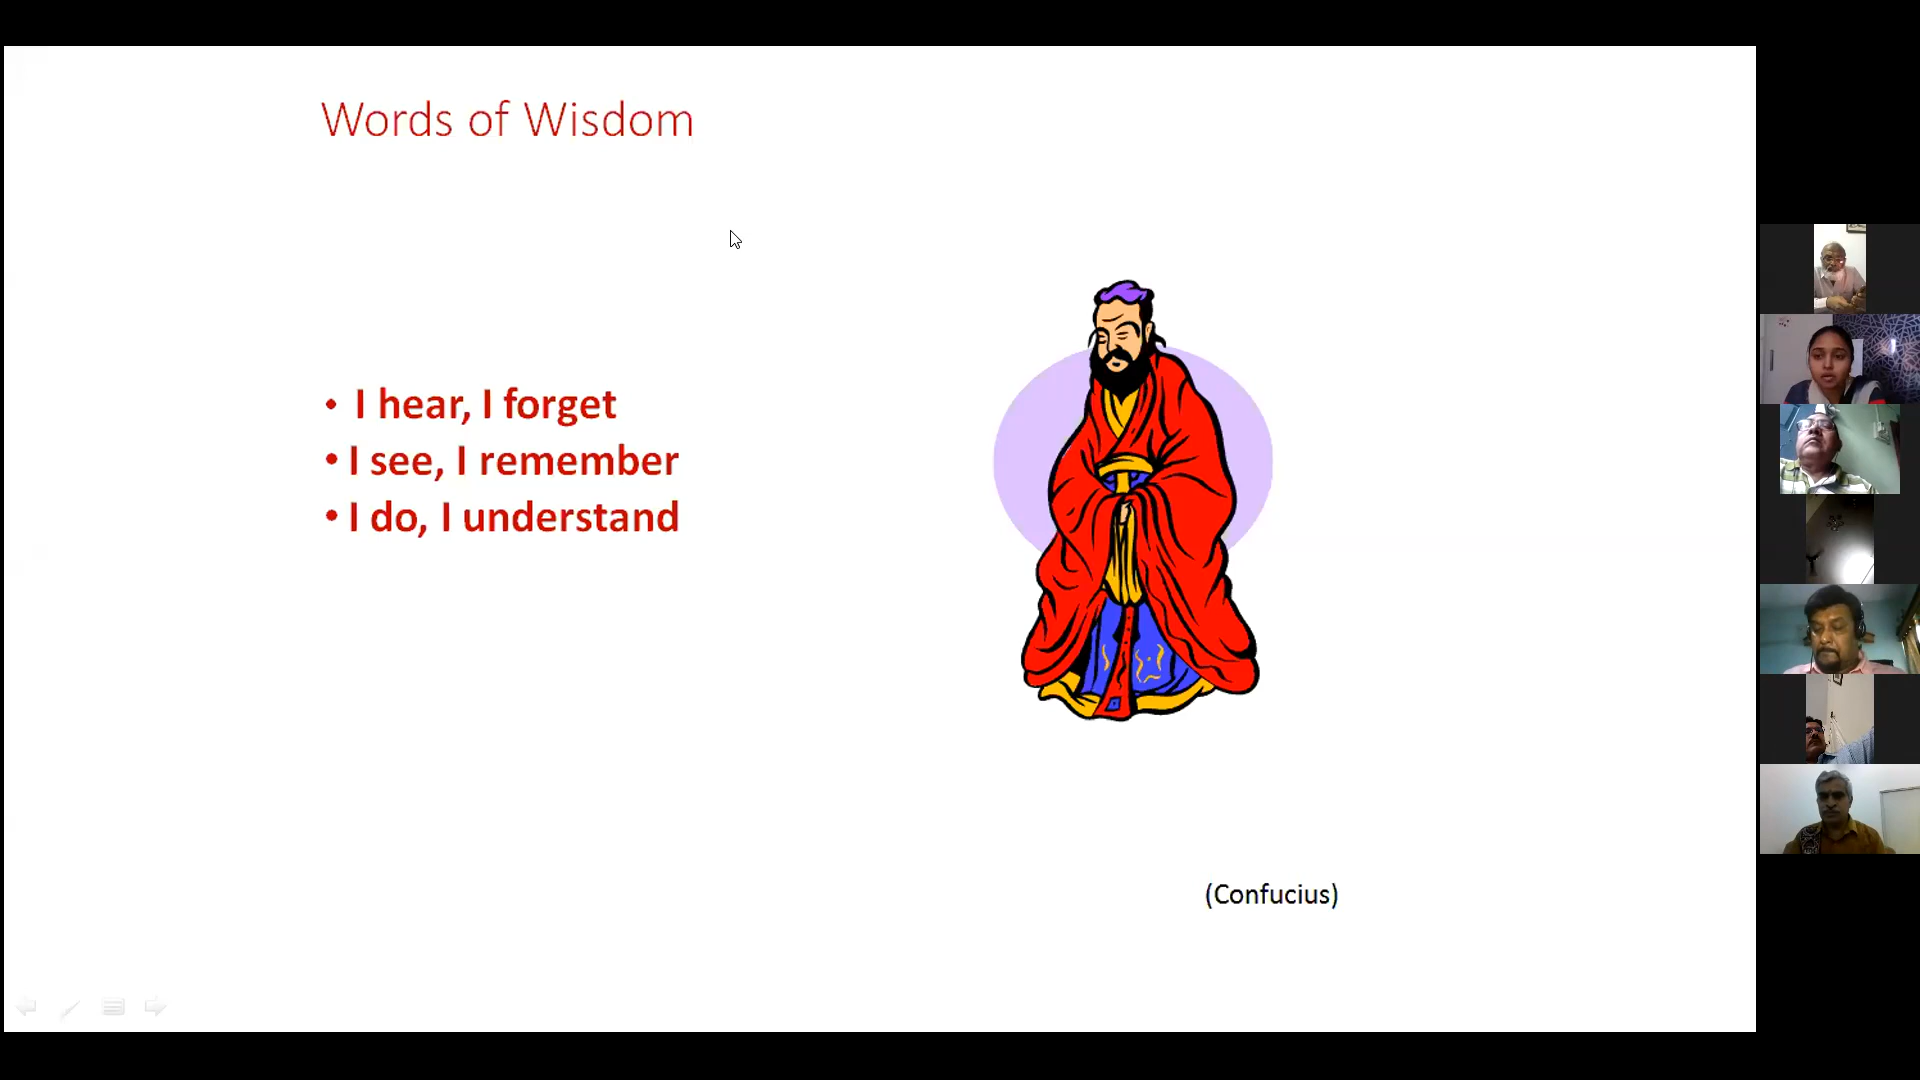 Words of Wisdom
• I hear, I forget
• I see, I remember
• I do, I understand
(Confucius)